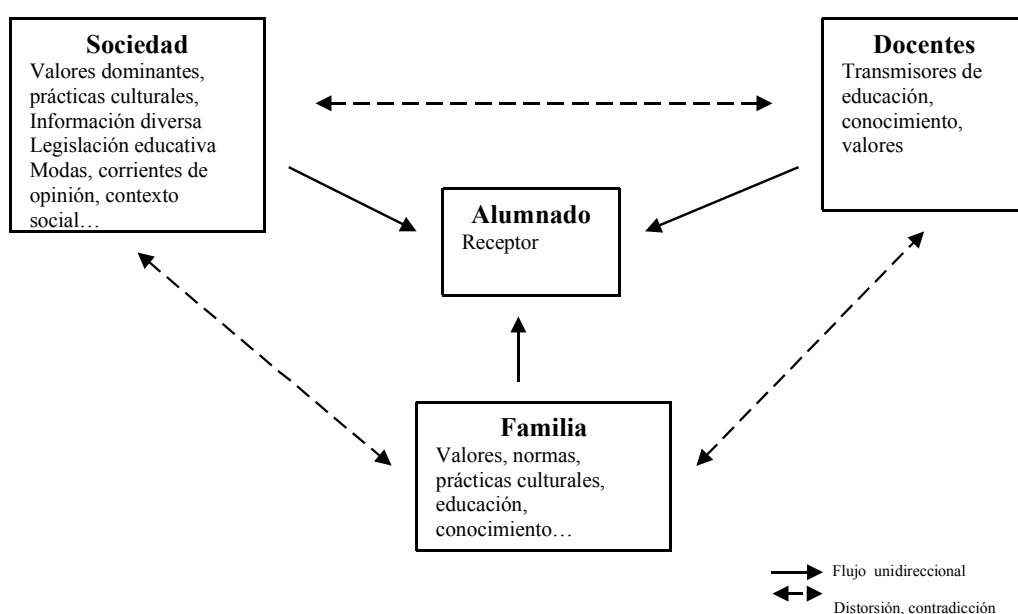 Sociedad
Valores dominantes,
prácticas culturales,
Información diversa
Legislación educativa
Modas, corrientes de
opinión, contexto
social…
Docentes
Transmisores de
educación,
conocimiento,
valores
Alumnado
Receptor
Familia
Valores, normas,
prácticas culturales,
educación,
conocimiento…
Flujo unidireccional
Distorsión, contradicción